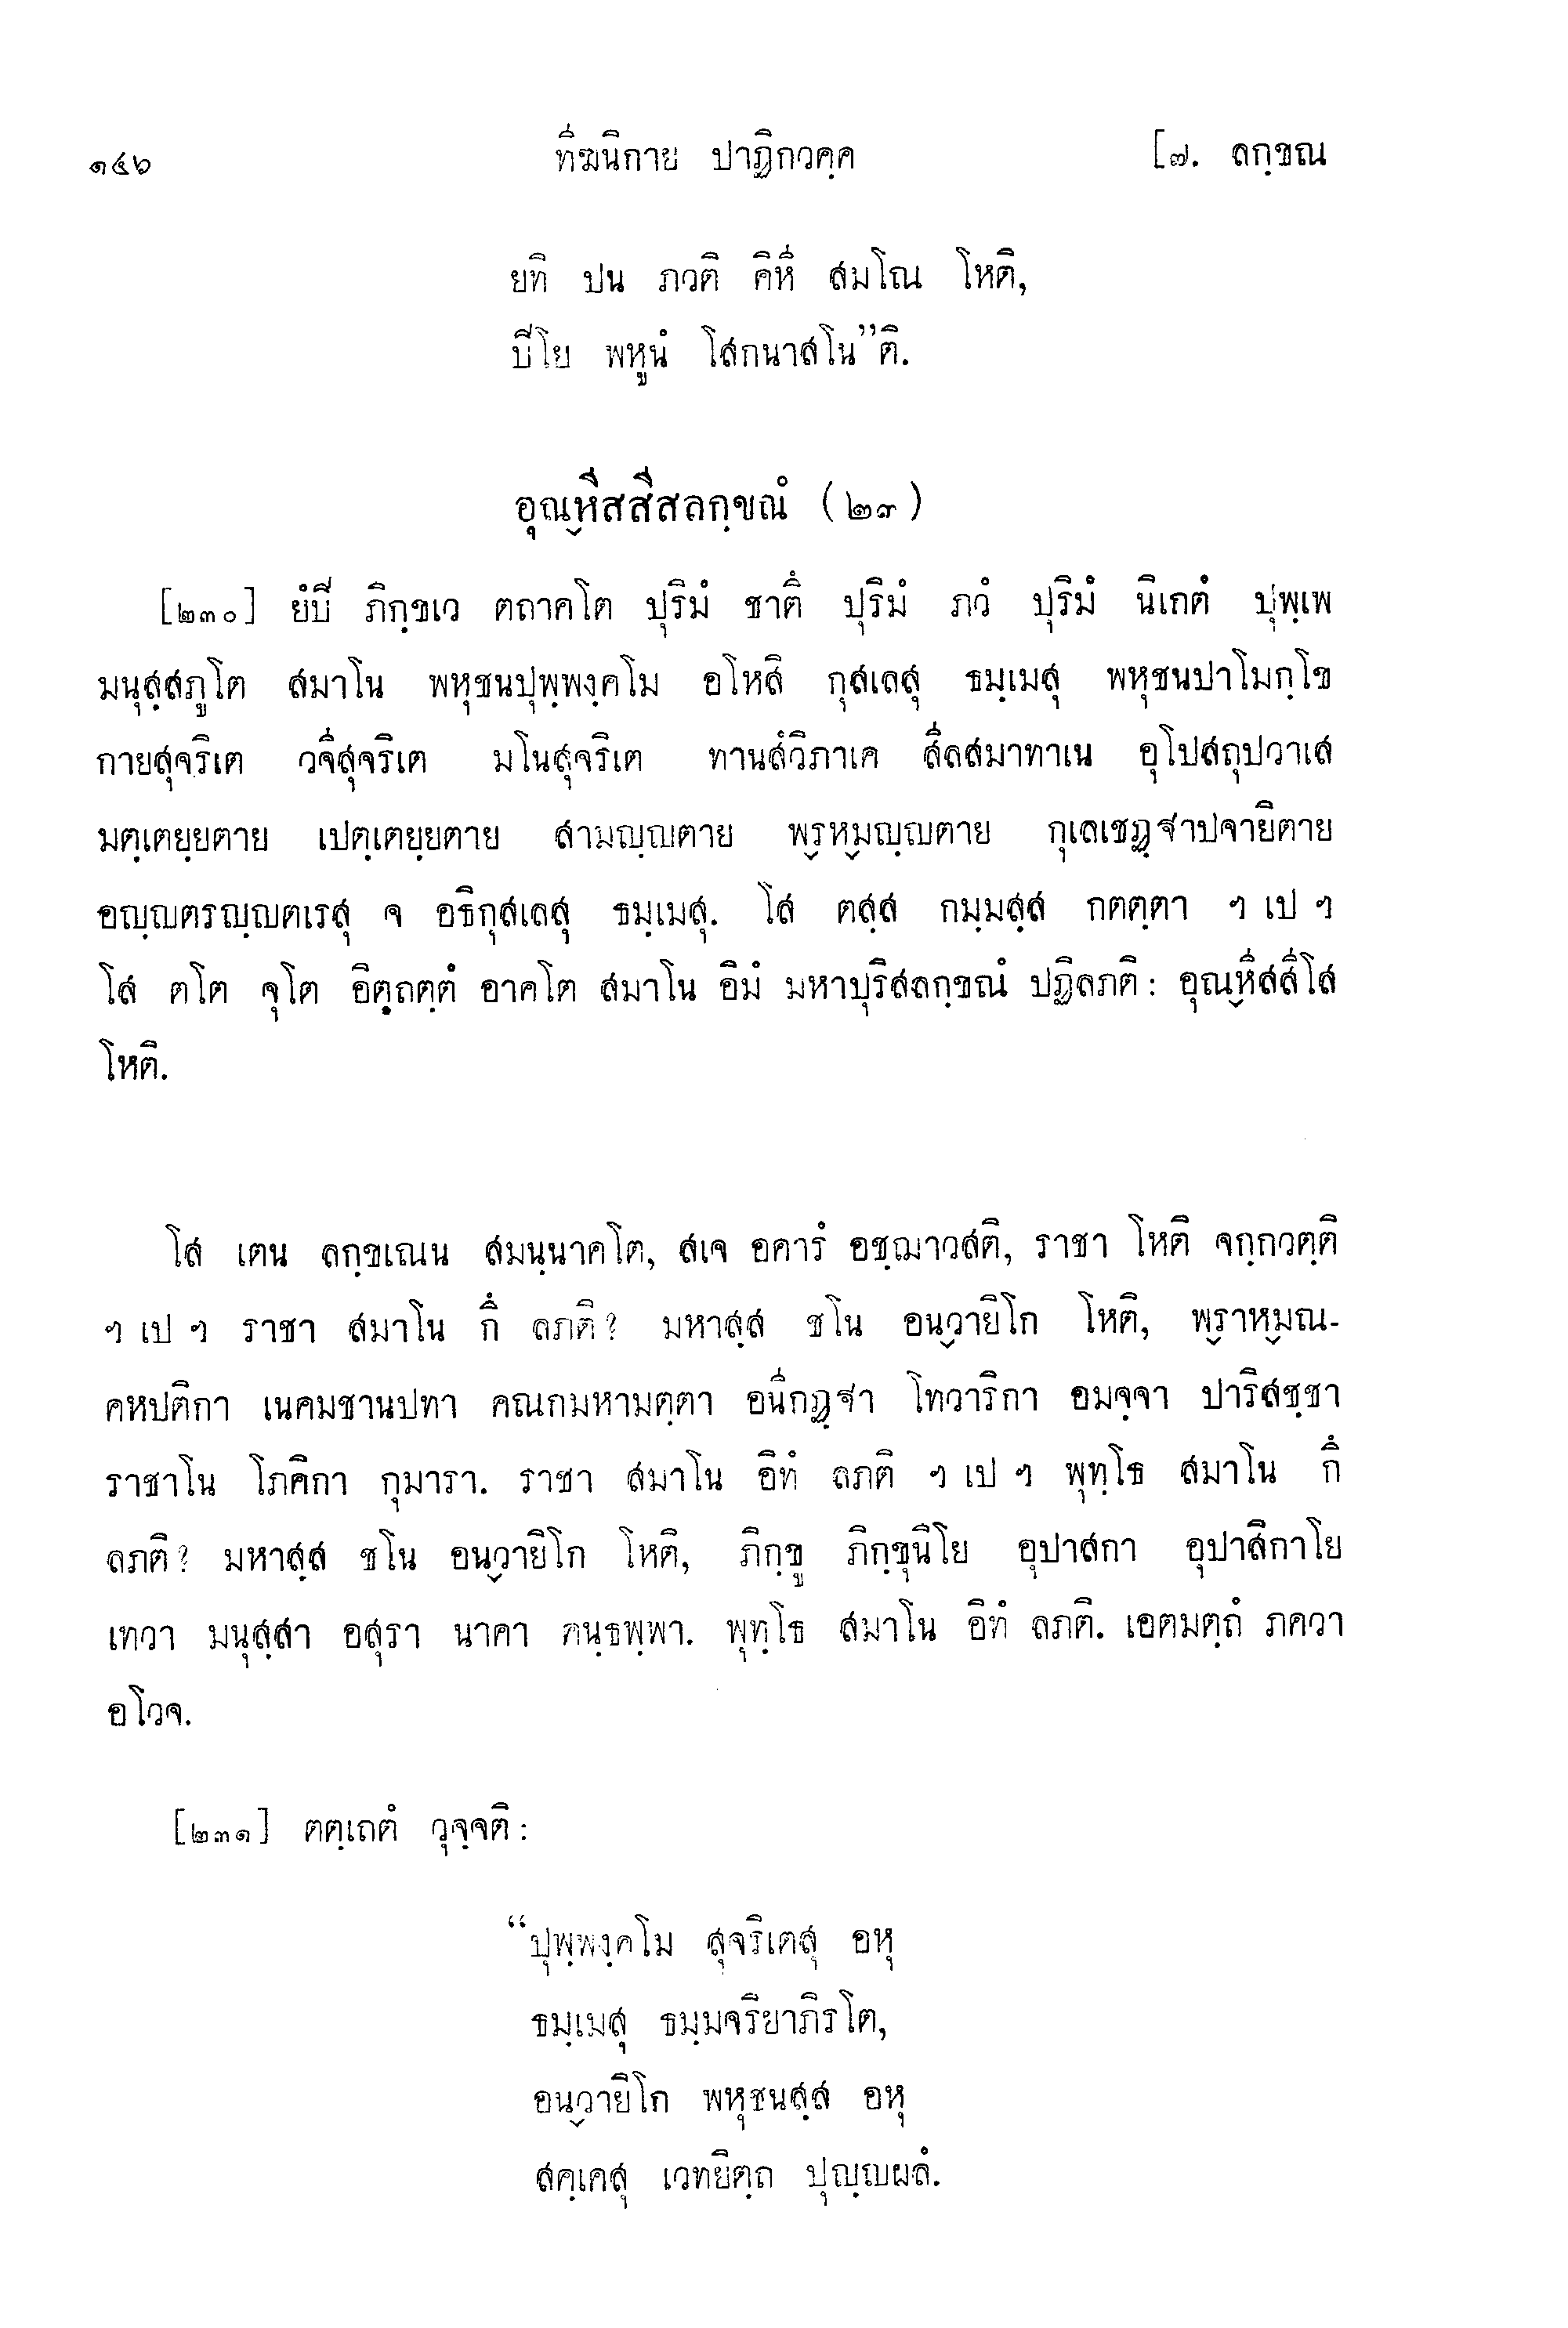 ๑๔๖ ทีฆนิกาย ปาฏิกวคฺค [๗. ลกฺขณ
ยทิ ปน ภวติ คิหี สมโณ โหติ,
ปิโย พหูนํ โสกนาสโน”ติ.
อุณฺหีสสีสลกฺขณํ (๒๓)
[๒๓๐] ยํปิ ภิกฺขเว ตถาคโต ปุริมํ ชาตึ ปุริมํ ภวํ ปุริมํ นิเกตํ ปุพฺเพ
มนุสฺสภูโต สมาโน พหุชนปุพฺพงฺคโม อโหสิ กุสเลสุ ธมฺเมสุ พหุชนปาโมกฺโข
กายสุจริเต วจีสุจริเต มโนสุจริเต ทานสํวิภาเค สีลสมาทาเน อุโปสถุปวาเส
มตฺเตยฺยตาย เปตฺเตยฺยตาย สามญฺญตาย พฺรหฺมญฺญตาย กุเลเชฏฺฐาปจายิตาย
อญฺญตรญฺญตเรสุ จ อธิกุสเลสุ ธมฺเมสุ. โส ตสฺส กมฺมสฺส กตตฺตา ฯ เป ฯ
โส ตโต จุโต อิตฺถตฺตํ อาคโต สมาโน อิมํ มหาปุริสลกฺขณํ ปฏิลภติ: อุณฺหีสสีโส
โหติ.
โส เตน ลกฺขเณน สมนฺนาคโต, สเจ อคารํ อชฺฌาวสติ, ราชา โหติ จกฺกวตฺติ
ฯ เป ฯ ราชา สมาโน กึ ลภติ? มหาสฺส ชโน อนฺวายิโก โหติ, พฺราหฺมณ-
คหปติกา เนคมชานปทา คณกมหามตฺตา อนีกฏฺฐา โทวาริกา อมจฺจา ปาริสชฺชา
ราชาโน โภคิกา กุมารา. ราชา สมาโน อิทํ ลภติ ฯ เป ฯ พุทฺโธ สมาโน กึ
ลภติ? มหาสฺส ชโน อนฺวายิโก โหติ, ภิกฺขู ภิกฺขุนิโย อุปาสกา อุปาสิกาโย
เทวา มนุสฺสา อสุรา นาคา คนฺธพฺพา. พุทฺโธ สมาโน อิทํ ลภติ. เอตมตฺถํ ภควา
อโวจ.
[๒๓๑] ตตฺเถตํ วุจฺจติ:
“ปุพฺพงฺคโม สุจริเตสุ อหุ
ธมฺเมสุ ธมฺมจริยาภิรโต,
อนฺวายิโก พหุชนสฺส อหุ
สคฺเคสุ เวทยิตฺถ ปุญฺญผลํ.